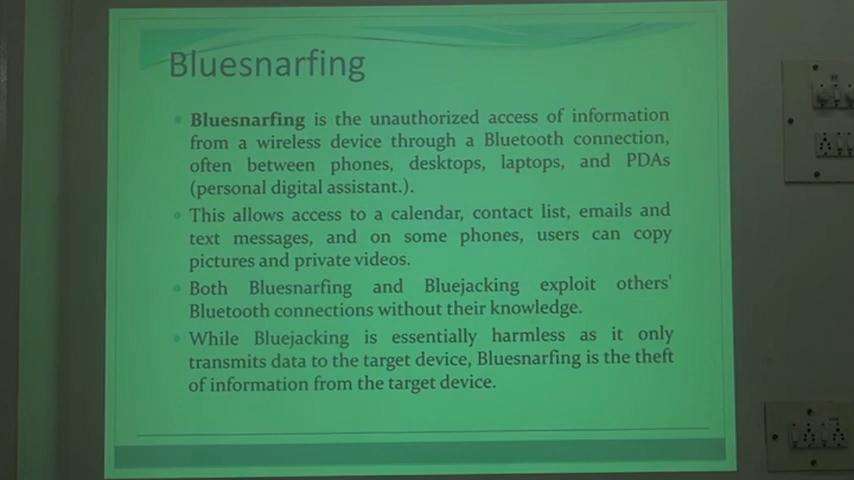 Bluesnarfing
Bluesnarfing is the unauthorized access of information
from a wireless device through a Bluetooth connection,
often between phones, desktops, laptops, and PDAs
(personal digital assistant.).
This allows access to a calendar, contact list, emails and
text messages, and on some phones, users can copy
pictures and private videos.
Both Bluesnarfing and Bluejacking exploit others'
Bluetooth connections without their knowledge.
While Bluejacking is essentially harmless as it only
transmits data to the target device, Bluesnarfing is the theft
of information from the target device.